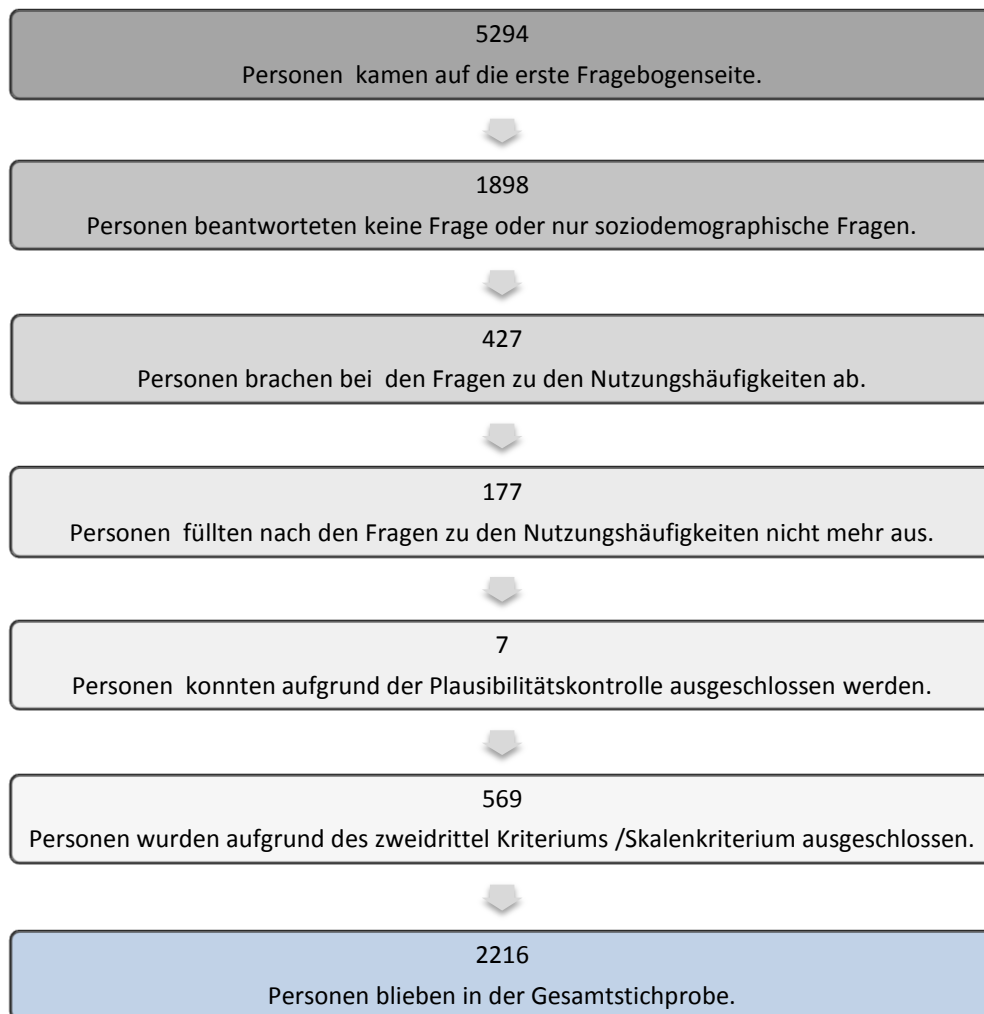 5294
Personen kamen auf die erste Fragebogenseite.
1898
Personen beantworteten keine Frage oder nur soziodemographische Fragen.
427
Personen brachen bei den Fragen zu den Nutzungshäufigkeiten ab.
177
Personen füllten nach den Fragen zu den Nutzungshäufigkeiten nicht mehr aus.
7
Personen konnten aufgrund der Plausibilitätskontrolle ausgeschlossen werden.
569
Personen wurden aufgrund des zweidrittel Kriteriums /Skalenkriterium ausgeschlossen.
2216
Personen blieben in der Gesamtstichprobe.